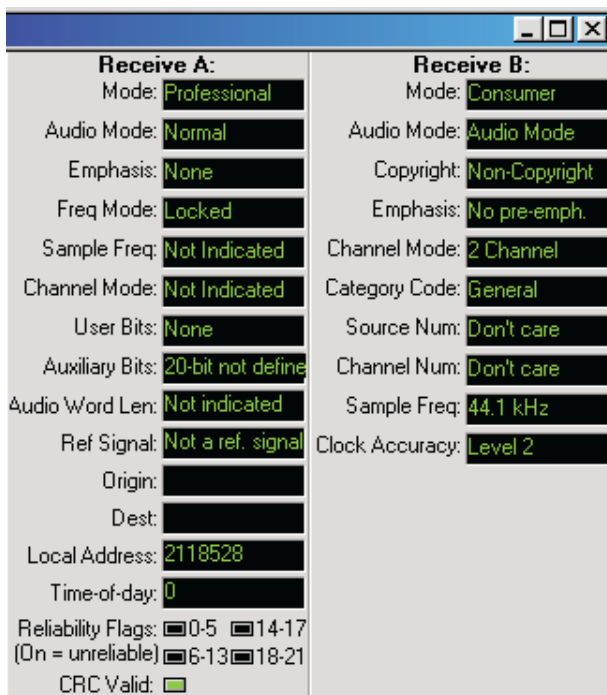 Receive A:
Mode: Professional
Audio Mode: Normal
Emphasis: None
Freq Mode: Locked
Sample Freq: Not Indicated
Channel Mode: Not Indicated
User Bits: None
Auxiliary Bits: 20-bit not define
Audio Word Len: Not indicated
Ref Signal: Not a ref. signal
Origin:
Dest:
Local Address: 2118528
Time-of-day: 0
Reliability Flags: 0-5 14-17
(On = unreliable) 6-13 18-21
CRC Valid:
Receive B:
Mode: Consumer
Audio Mode: Audio Mode
Copyright: Non-Copyright
Emphasis: No pre-emph.
Channel Mode: 2 Channel
Category Code: General
Source Num: Don't care
Channel Num: Don't care
Sample Freq: 44.1 kHz
Clock Accuracy: Level 2